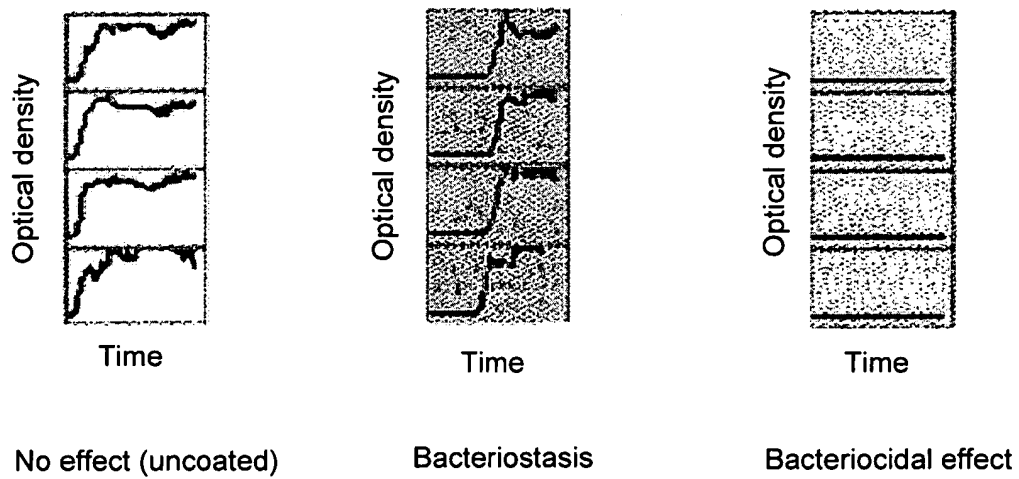 Optical density
Optical density
Optical density
Time
Time
Time
No effect (uncoated)
Bacteriostasis
Bacteriocidal effect